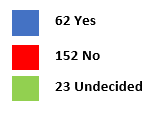 62 Yes
152 No
23 Undecided